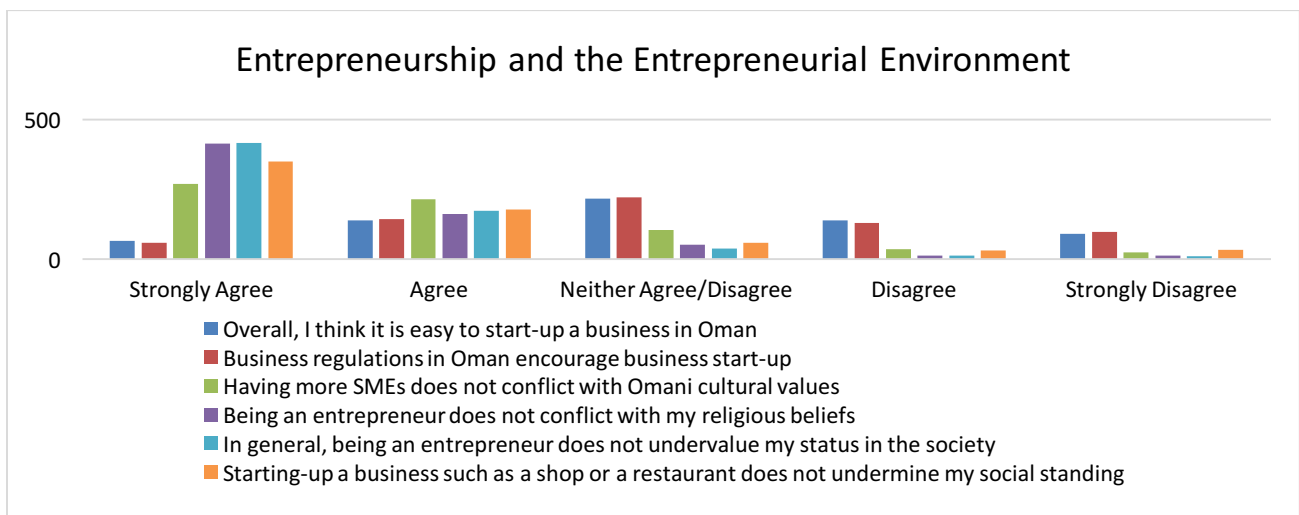 Entrepreneurship and the Entrepreneurial Environment
500
0
Strongly Agree
Agree
Neither Agree/Disagree
Disagree
Strongly Disagree
Overall, I think it is easy to start-up a business in Oman
Business regulations in Oman encourage business start-up
Having more SMEs does not conflict with Omani cultural values
Being an entrepreneur does not conflict with my religious beliefs
In general, being an entrepreneur does not undervalue my status in the society
Starting-up a business such as a shop or a restaurant does not undermine my social standing